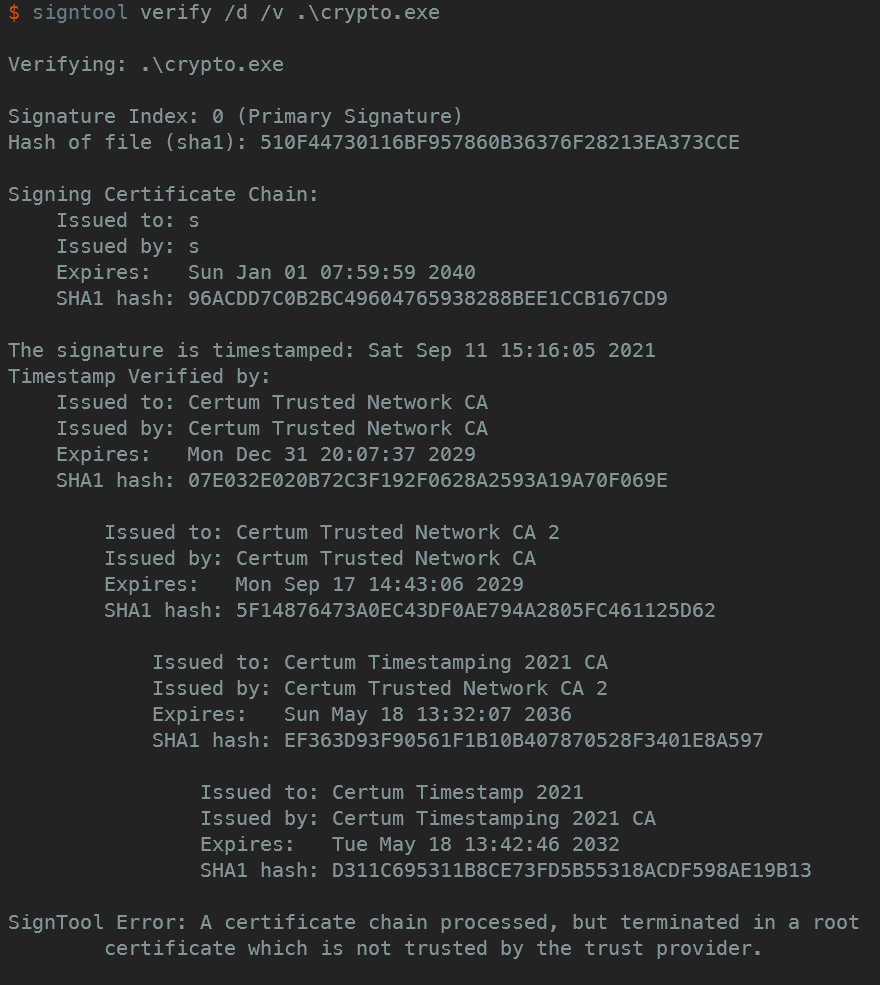 $ signtool verify /d /v .\crypto.exe
Verifying: .\crypto.exe
Signature Index: 0 (Primary Signature)
Hash of file (sha1): 510F44730116BF957860B36376F28213EA373CCE
Signing Certificate Chain:
Issued to: s
Issued by: s
Expires:   Sun Jan 01 07:59:59 2040
SHA1 hash: 96ACDD7C0B2BC49604765938288BEE1CCB167CD9
The signature is timestamped: Sat Sep 11 15:16:05 2021
Timestamp Verified by:
Issued to: Certum Trusted Network CA
Issued by: Certum Trusted Network CA
Expires:   Mon Dec 31 20:07:37 2029
SHA1 hash: 07E032E020B72C3F192F0628A2593A19A70F069E
Issued to: Certum Trusted Network CA 2
Issued by: Certum Trusted Network CA
Expires:   Mon Sep 17 14:43:06 2029
SHA1 hash: 5F14876473A0EC43DF0AE794A2805FC461125D62
Issued to: Certum Timestamping 2021 CA
Issued by: Certum Trusted Network CA 2
Expires:   Sun May 18 13:32:07 2036
SHA1 hash: EF363D93F90561F1B10B407870528F3401E8A597
Issued to: Certum Timestamp 2021
Issued by: Certum Timestamping 2021 CA
Expires:   Tue May 18 13:42:46 2032
SHA1 hash: D311C695311B8CE73FD5B55318ACDF598AE19B13
SignTool Error: A certificate chain processed, but terminated in a root
certificate which is not trusted by the trust provider.